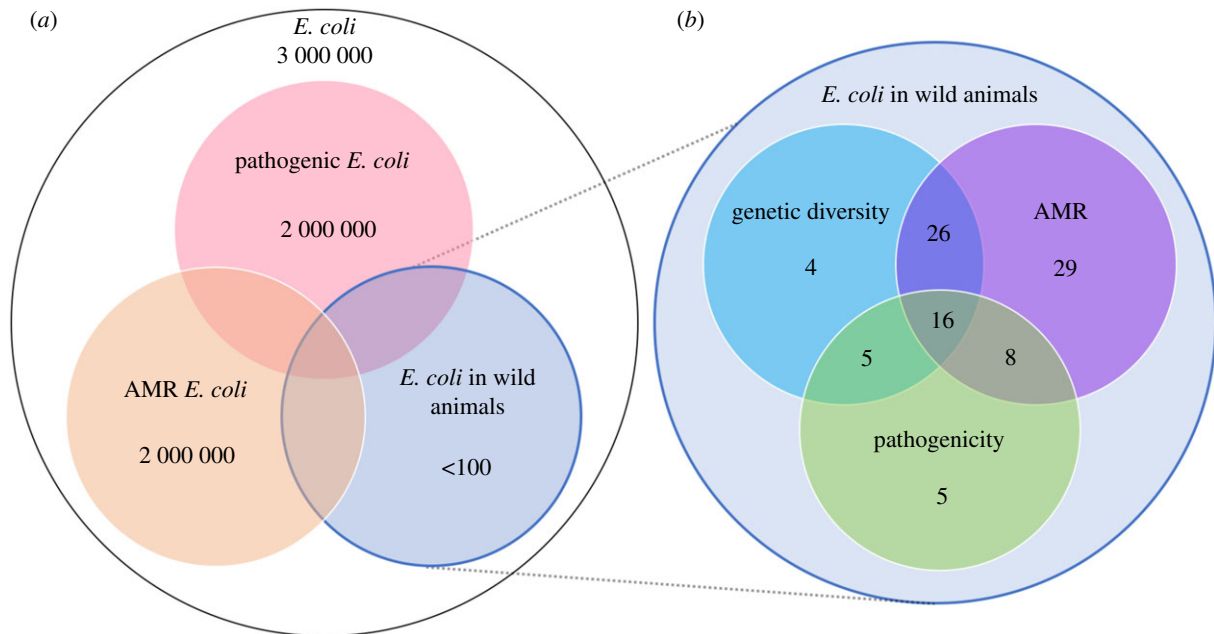 (a)
E. coli
3 000 000
pathogenic E. coli
2 000 000
AMR E. coli
2 000 000
E. coli in wild
animals
<100
(b)
E. coli in wild animals
genetic diversity
4
26
AMR
29
16
5
8
pathogenicity
5